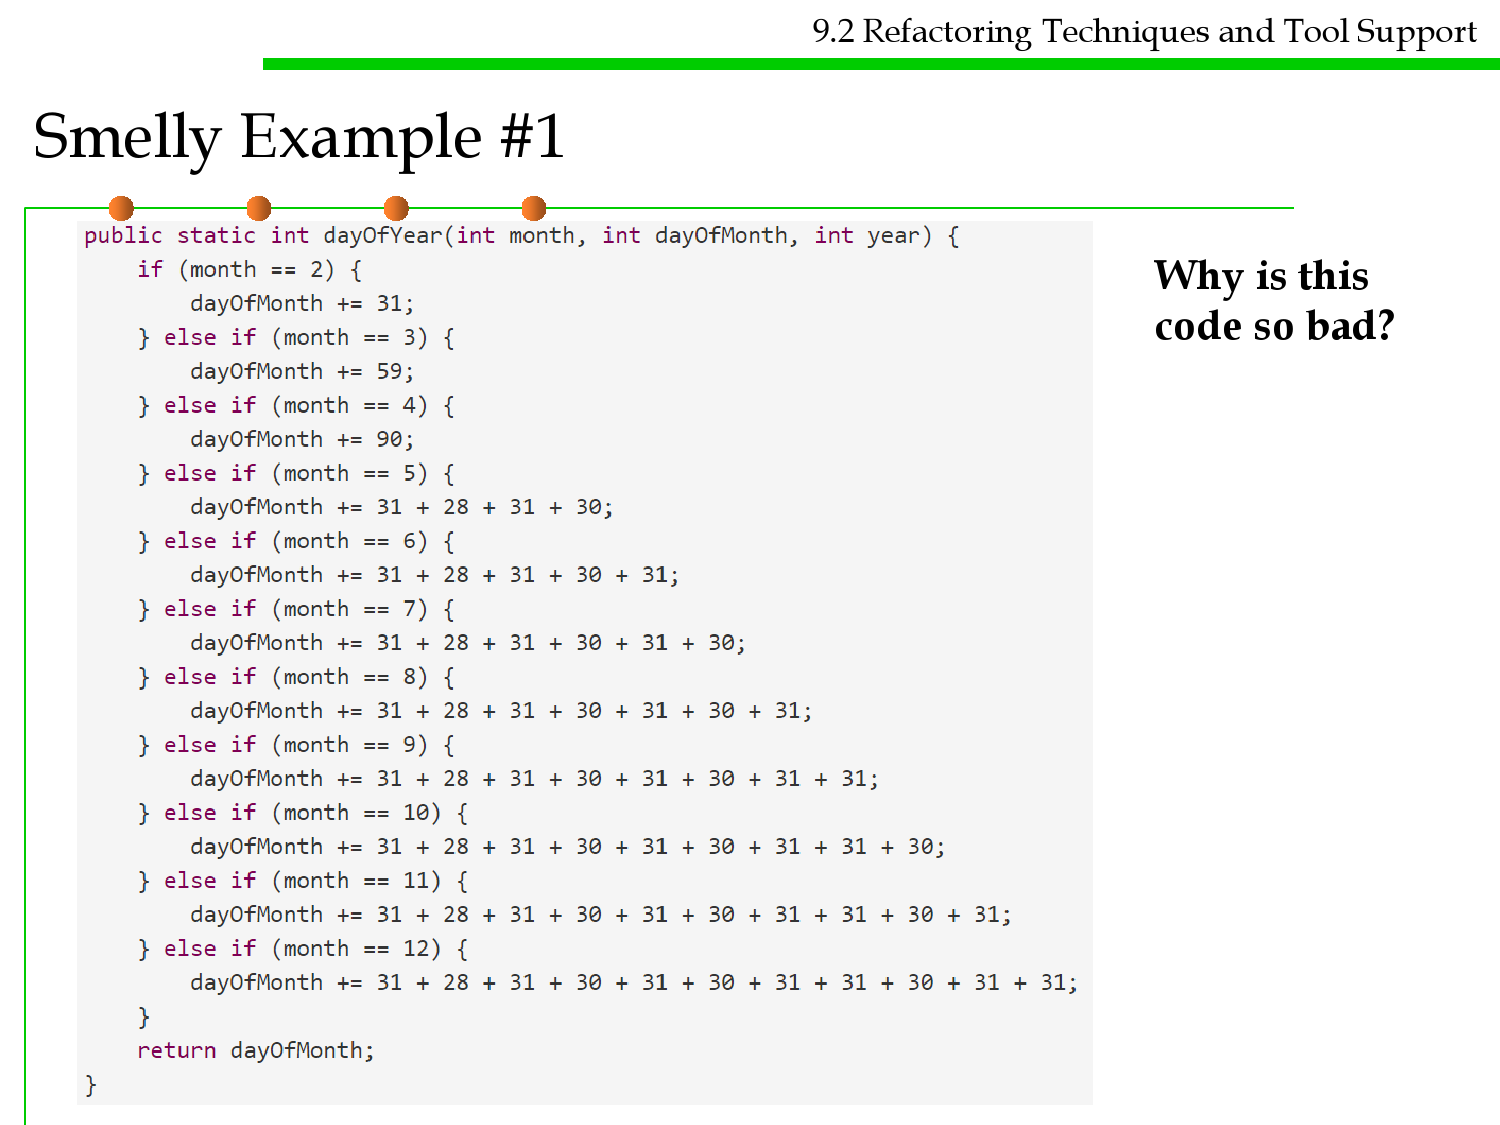 9.2 Refactoring Techniques and Tool Support
Smelly Example #1
public static int dayOfYear(int month, int dayOfMonth, int year) {
    if (month == 2) {
        dayOfMonth += 31;
    } else if (month == 3) {
        dayOfMonth += 59;
    } else if (month == 4) {
        dayOfMonth += 90;
    } else if (month == 5) {
        dayOfMonth += 31 + 28 + 31 + 30;
    } else if (month == 6) {
        dayOfMonth += 31 + 28 + 31 + 30 + 31;
    } else if (month == 7) {
        dayOfMonth += 31 + 28 + 31 + 30 + 31 + 30;
    } else if (month == 8) {
        dayOfMonth += 31 + 28 + 31 + 30 + 31 + 30 + 31;
    } else if (month == 9) {
        dayOfMonth += 31 + 28 + 31 + 30 + 31 + 30 + 31 + 31;
    } else if (month == 10) {
        dayOfMonth += 31 + 28 + 31 + 30 + 31 + 30 + 31 + 31 + 30;
    } else if (month == 11) {
        dayOfMonth += 31 + 28 + 31 + 30 + 31 + 30 + 31 + 31 + 30 + 31;
    } else if (month == 12) {
        dayOfMonth += 31 + 28 + 31 + 30 + 31 + 30 + 31 + 31 + 30 + 31 + 31;
    }
    return dayOfMonth;
}
Why is this
code so bad?